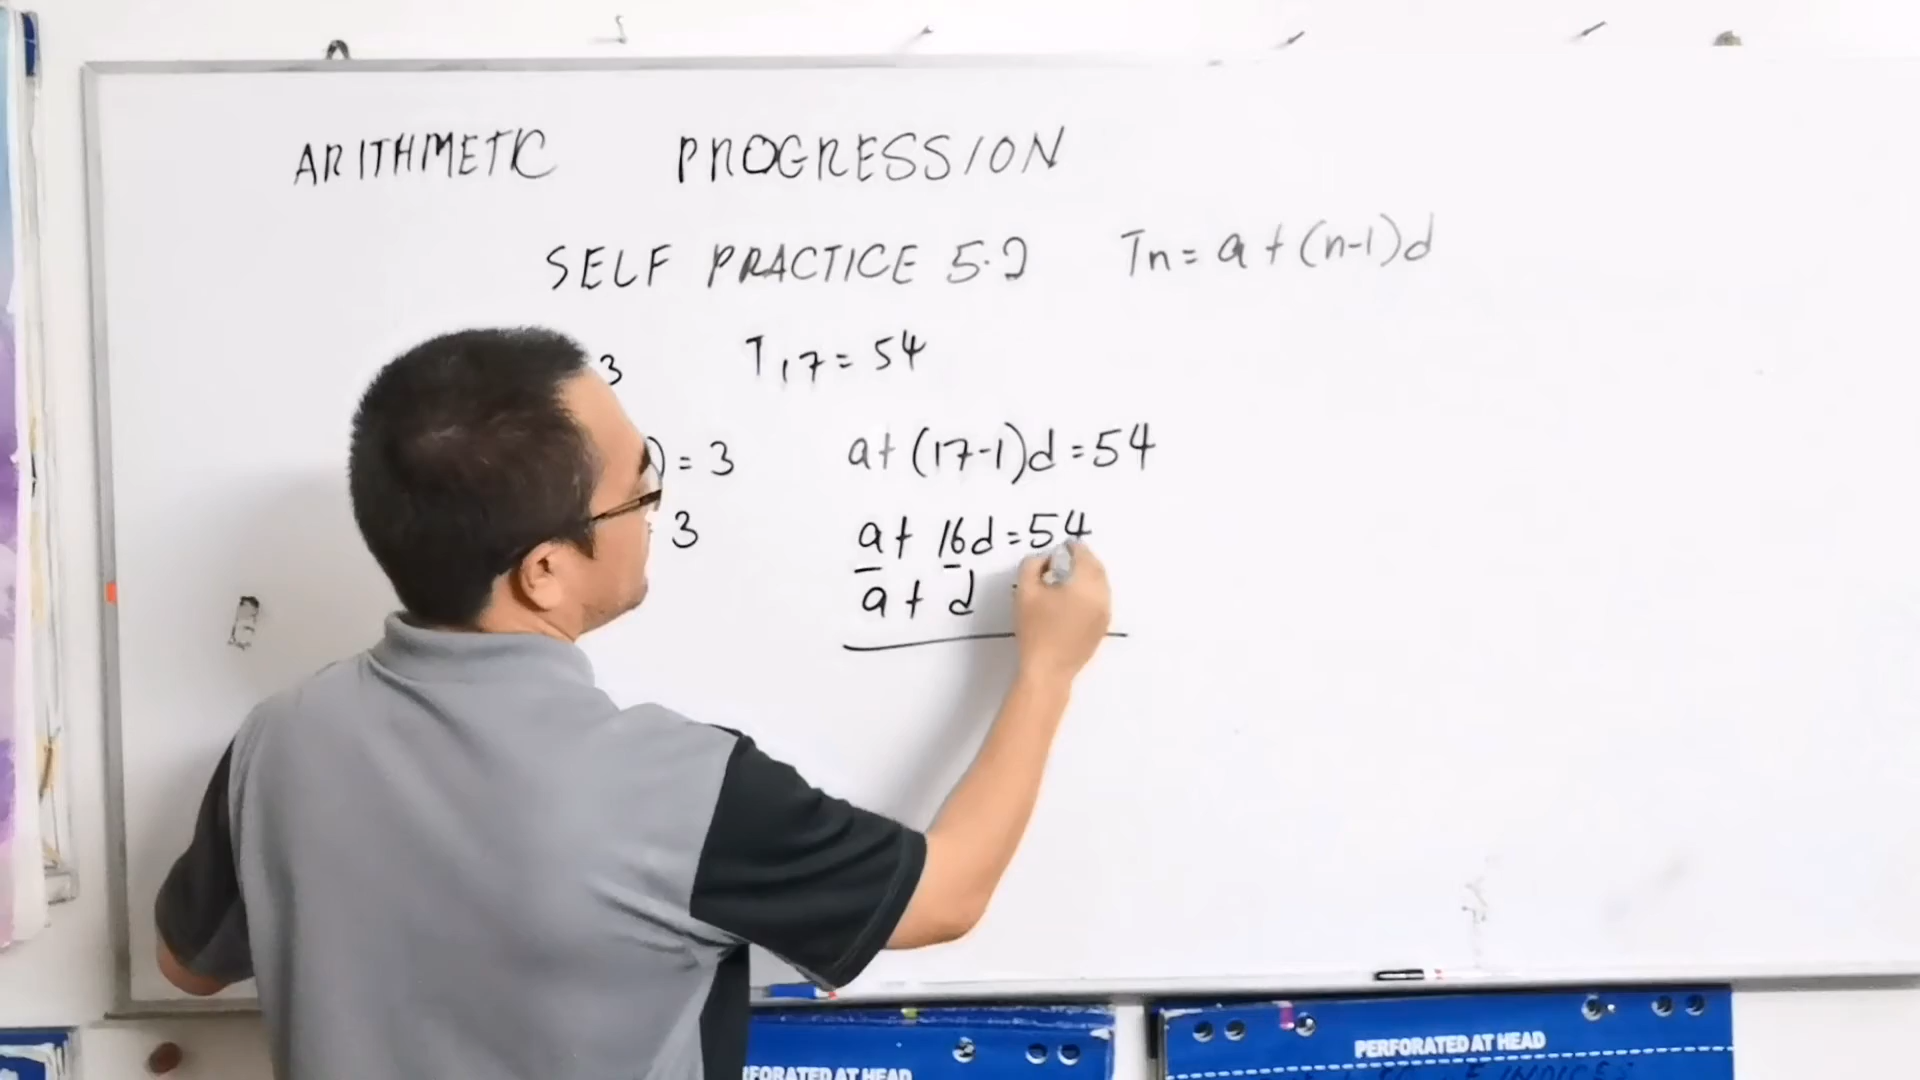 ARITHMETIC PROGRESSION
SELF PRACTICE 5.2 Tn = a + (n-1)d
3 T17 = 54
) = 3 a + (17-1)d = 54
= 3 a + 16d = 54
a + d
PERFORATED AT HEAD
RFORATED AT HEAD